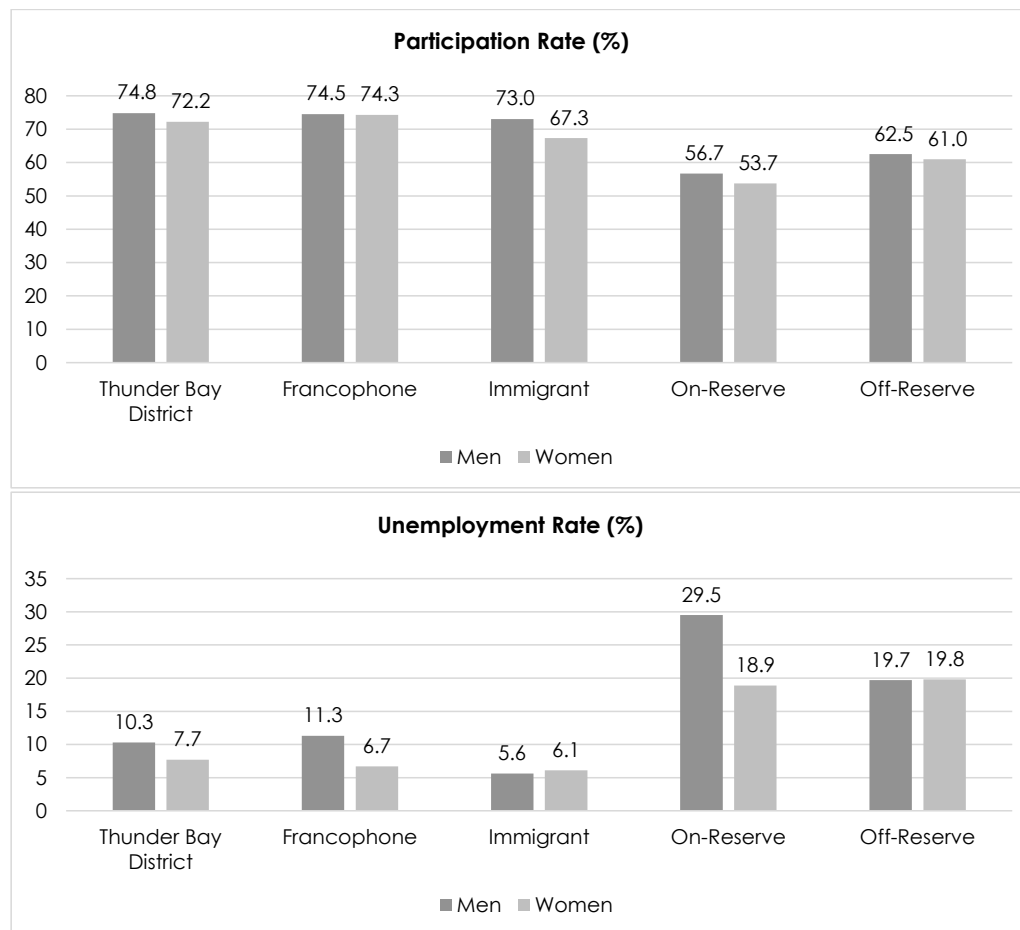 Participation Rate (%)
74.8 72.2 74.5 74.3 73.0 67.3 56.7 53.7 62.5 61.0
80
70
60
50
40
30
20
10
0
Thunder Bay District Francophone Immigrant On-Reserve Off-Reserve
Men Women
Unemployment Rate (%)
35
30
25
20
15
10
5
0
10.3 7.7 11.3 6.7 5.6 6.1 29.5 18.9 19.7 19.8
Thunder Bay District Francophone Immigrant On-Reserve Off-Reserve
Men Women